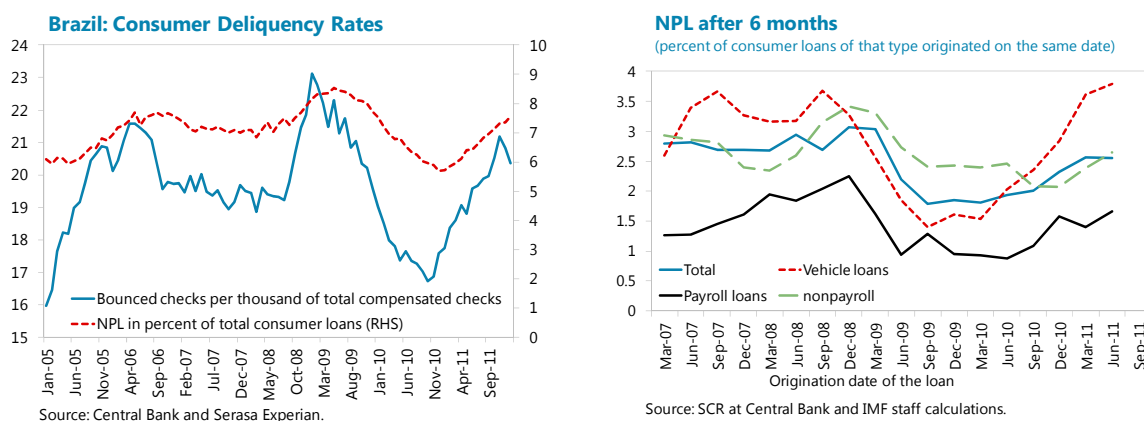 Brazil: Consumer Deliquency Rates
24
23
22
21
20
19
18
17
16
15
10
9
8
7
6
5
4
3
2
1
0
Bounced checks per thousand of total compensated checks
NPL in percent of total consumer loans (RHS)
Jan-05
Jun-05
Nov-05
Apr-06
Sep-06
Feb-07
Jul-07
Dec-07
May-08
Oct-08
Mar-09
Aug-09
Jan-10
Jun-10
Nov-10
Apr-11
Sep-11
Source: Central Bank and Serasa Experian.
NPL after 6 months
(percent of consumer loans of that type originated on the same date)
4
3.5
3
2.5
2
1.5
1
0.5
0
Total
Vehicle loans
Payroll loans
nonpayroll
Mar-07
Jun-07
Sep-07
Dec-07
Mar-08
Jun-08
Sep-08
Dec-08
Mar-09
Jun-09
Sep-09
Dec-09
Mar-10
Jun-10
Sep-10
Dec-10
Mar-11
Jun-11
Sep-11
Origination date of the loan
Source: SCR at Central Bank and IMF staff calculations.